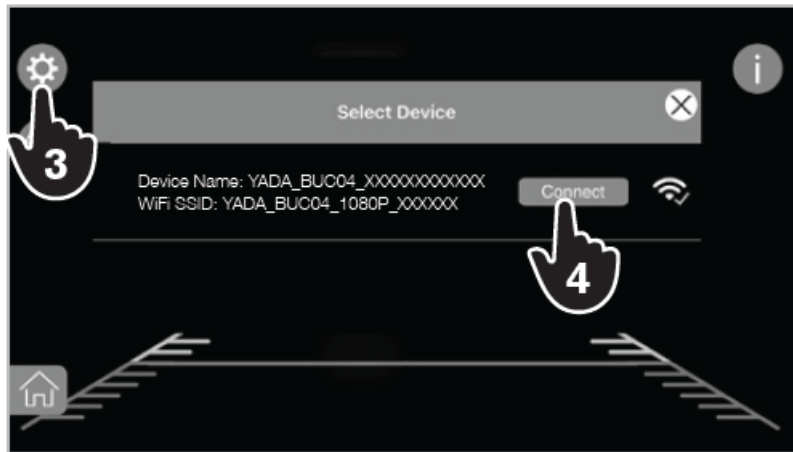 i
Select Device
3
Device Name: YADA_BUC04_XXXXXXXXXXXX
Connect
WiFi SSID: YADA_BUC04_1080P_XXXXXX
4